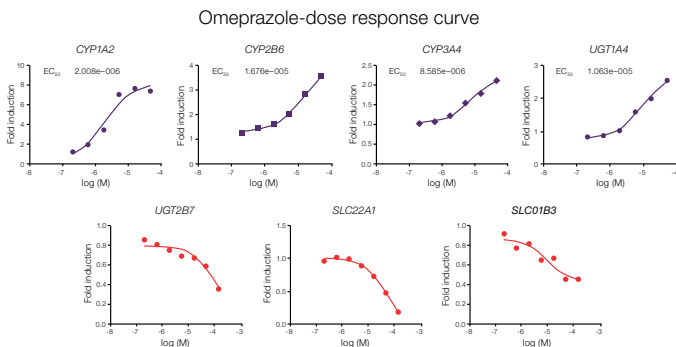 Omeprazole-dose response curve
CYP1A2
CYP2B6
CYP3A4
UGT1A4
EC50 2.008e–006
EC50 1.676e–005
EC50 8.585e–006
EC50 1.063e–005
Fold induction
10
8
6
4
2
0
-8 -7 -6 -5 -4
log (M)
Fold induction
4
3
2
1
0
-8 -7 -6 -5 -4
log (M)
Fold induction
2.5
2.0
1.5
1.0
0.5
0.0
-8 -7 -6 -5 -4
log (M)
Fold induction
3
2
1
0
-8 -7 -6 -5 -4
log (M)
UGT2B7
SLC22A1
SLC01B3
Fold induction
1.0
0.8
0.6
0.4
0.2
0.0
-8 -7 -6 -5 -4 -3
log (M)
Fold induction
1.5
1.0
0.5
0.0
-8 -7 -6 -5 -4 -3
log (M)
Fold induction
1.0
0.8
0.6
0.4
0.2
0.0
-8 -7 -6 -5 -4 -3
log (M)